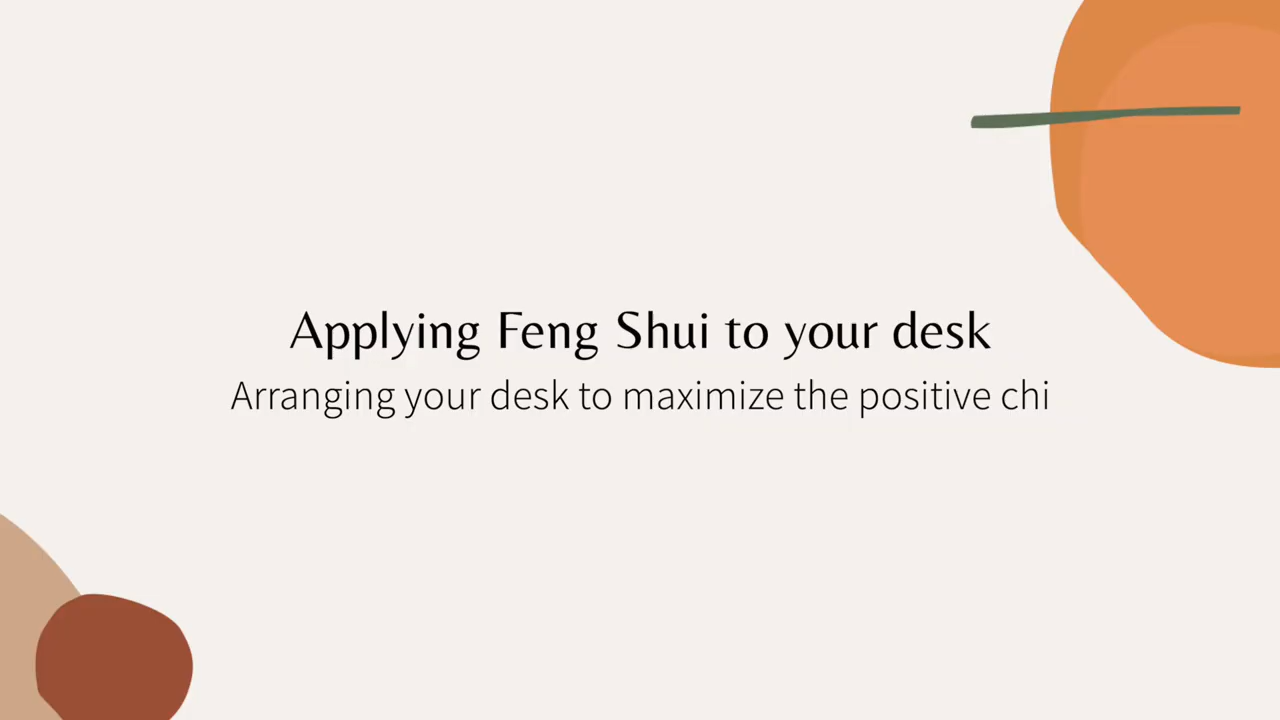 Applying Feng Shui to your desk
Arranging your desk to maximize the positive chi